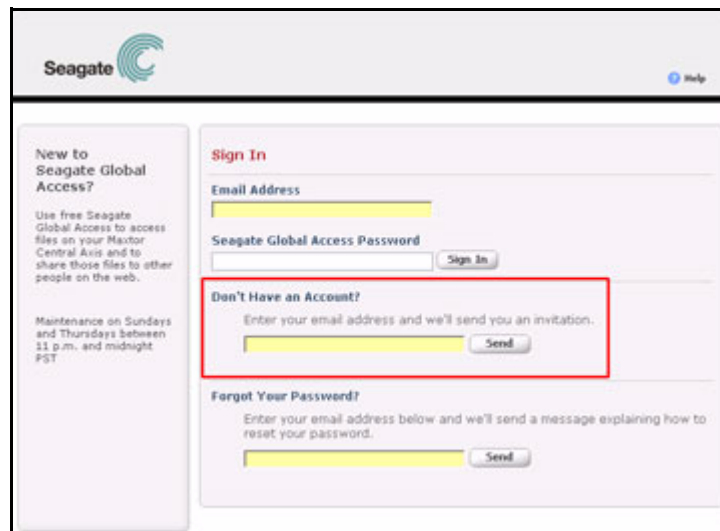 Seagate
Help
New to
Seagate Global
Access?
Use free Seagate
Global Access to access
files on your Maxtor
Central Axis and to
share those files to other
people on the web.
Maintenance on Sundays
and Thursdays between
11 p.m. and midnight
PST
Sign In
Email Address
Seagate Global Access Password
Sign In
Don't Have an Account?
Enter your email address and we'll send you an invitation.
Send
Forgot Your Password?
Enter your email address below and we'll send a message explaining how to
reset your password.
Send